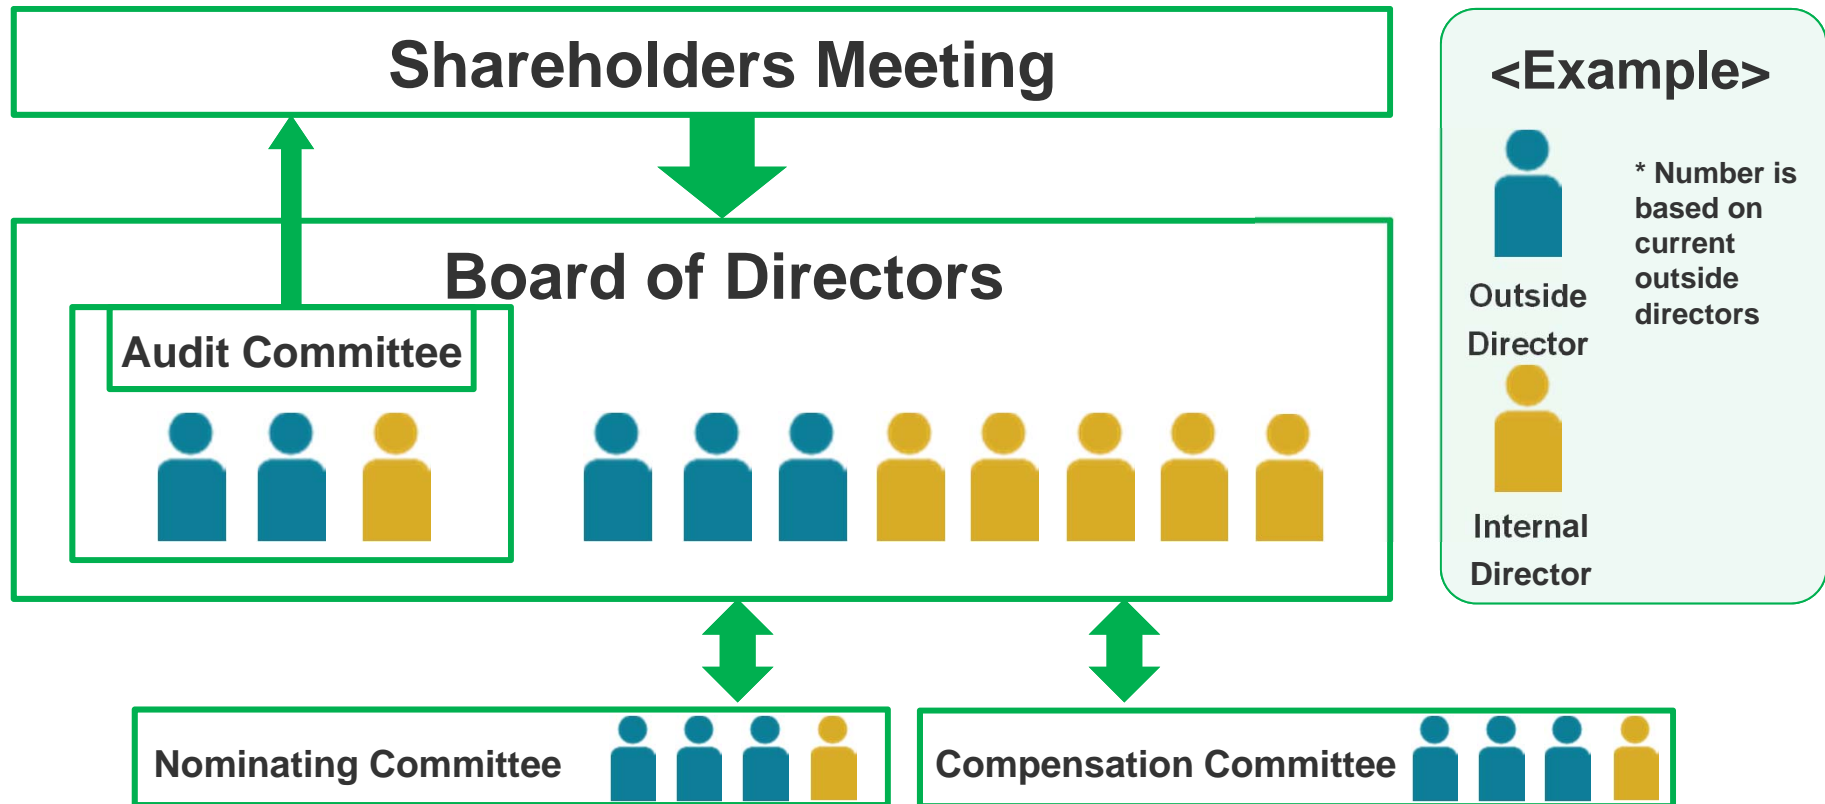 Shareholders Meeting
Board of Directors
Audit Committee
Nominating Committee
Compensation Committee
<Example>
* Number is
based on
current
outside
directors
Outside
Director
Internal
Director